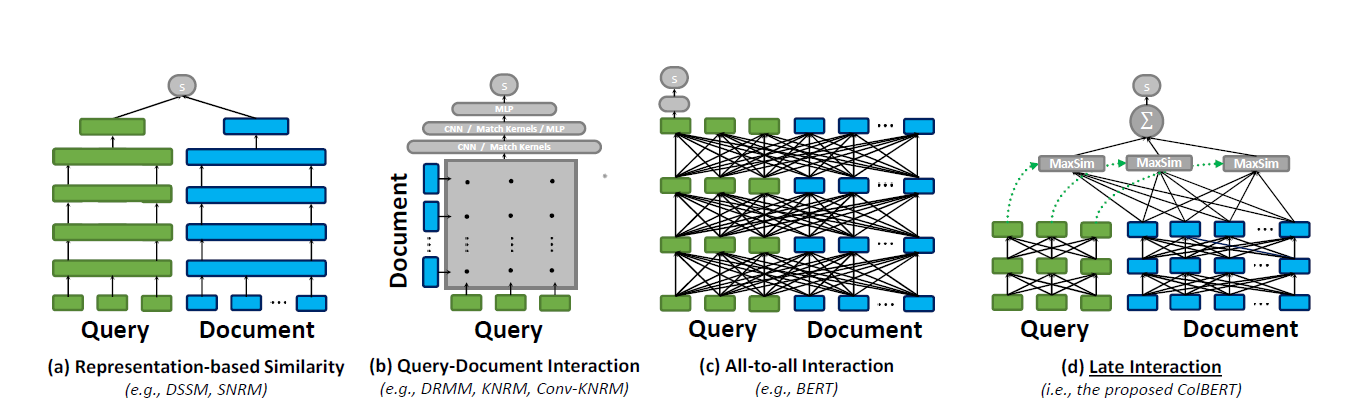 s
Query
Document
(a) Representation-based Similarity
(e.g., DSSM, SNRM)
s
MLP
CNN / Match Kernels / MLP
CNN / Match Kernels
Document
Query
(b) Query-Document Interaction
(e.g., DRMM, KNRM, Conv-KNRM)
s
Query
Document
(c) All-to-all Interaction
(e.g., BERT)
s
∑
MaxSim
MaxSim
MaxSim
Query
Document
(d) Late Interaction
(i.e., the proposed ColBERT)